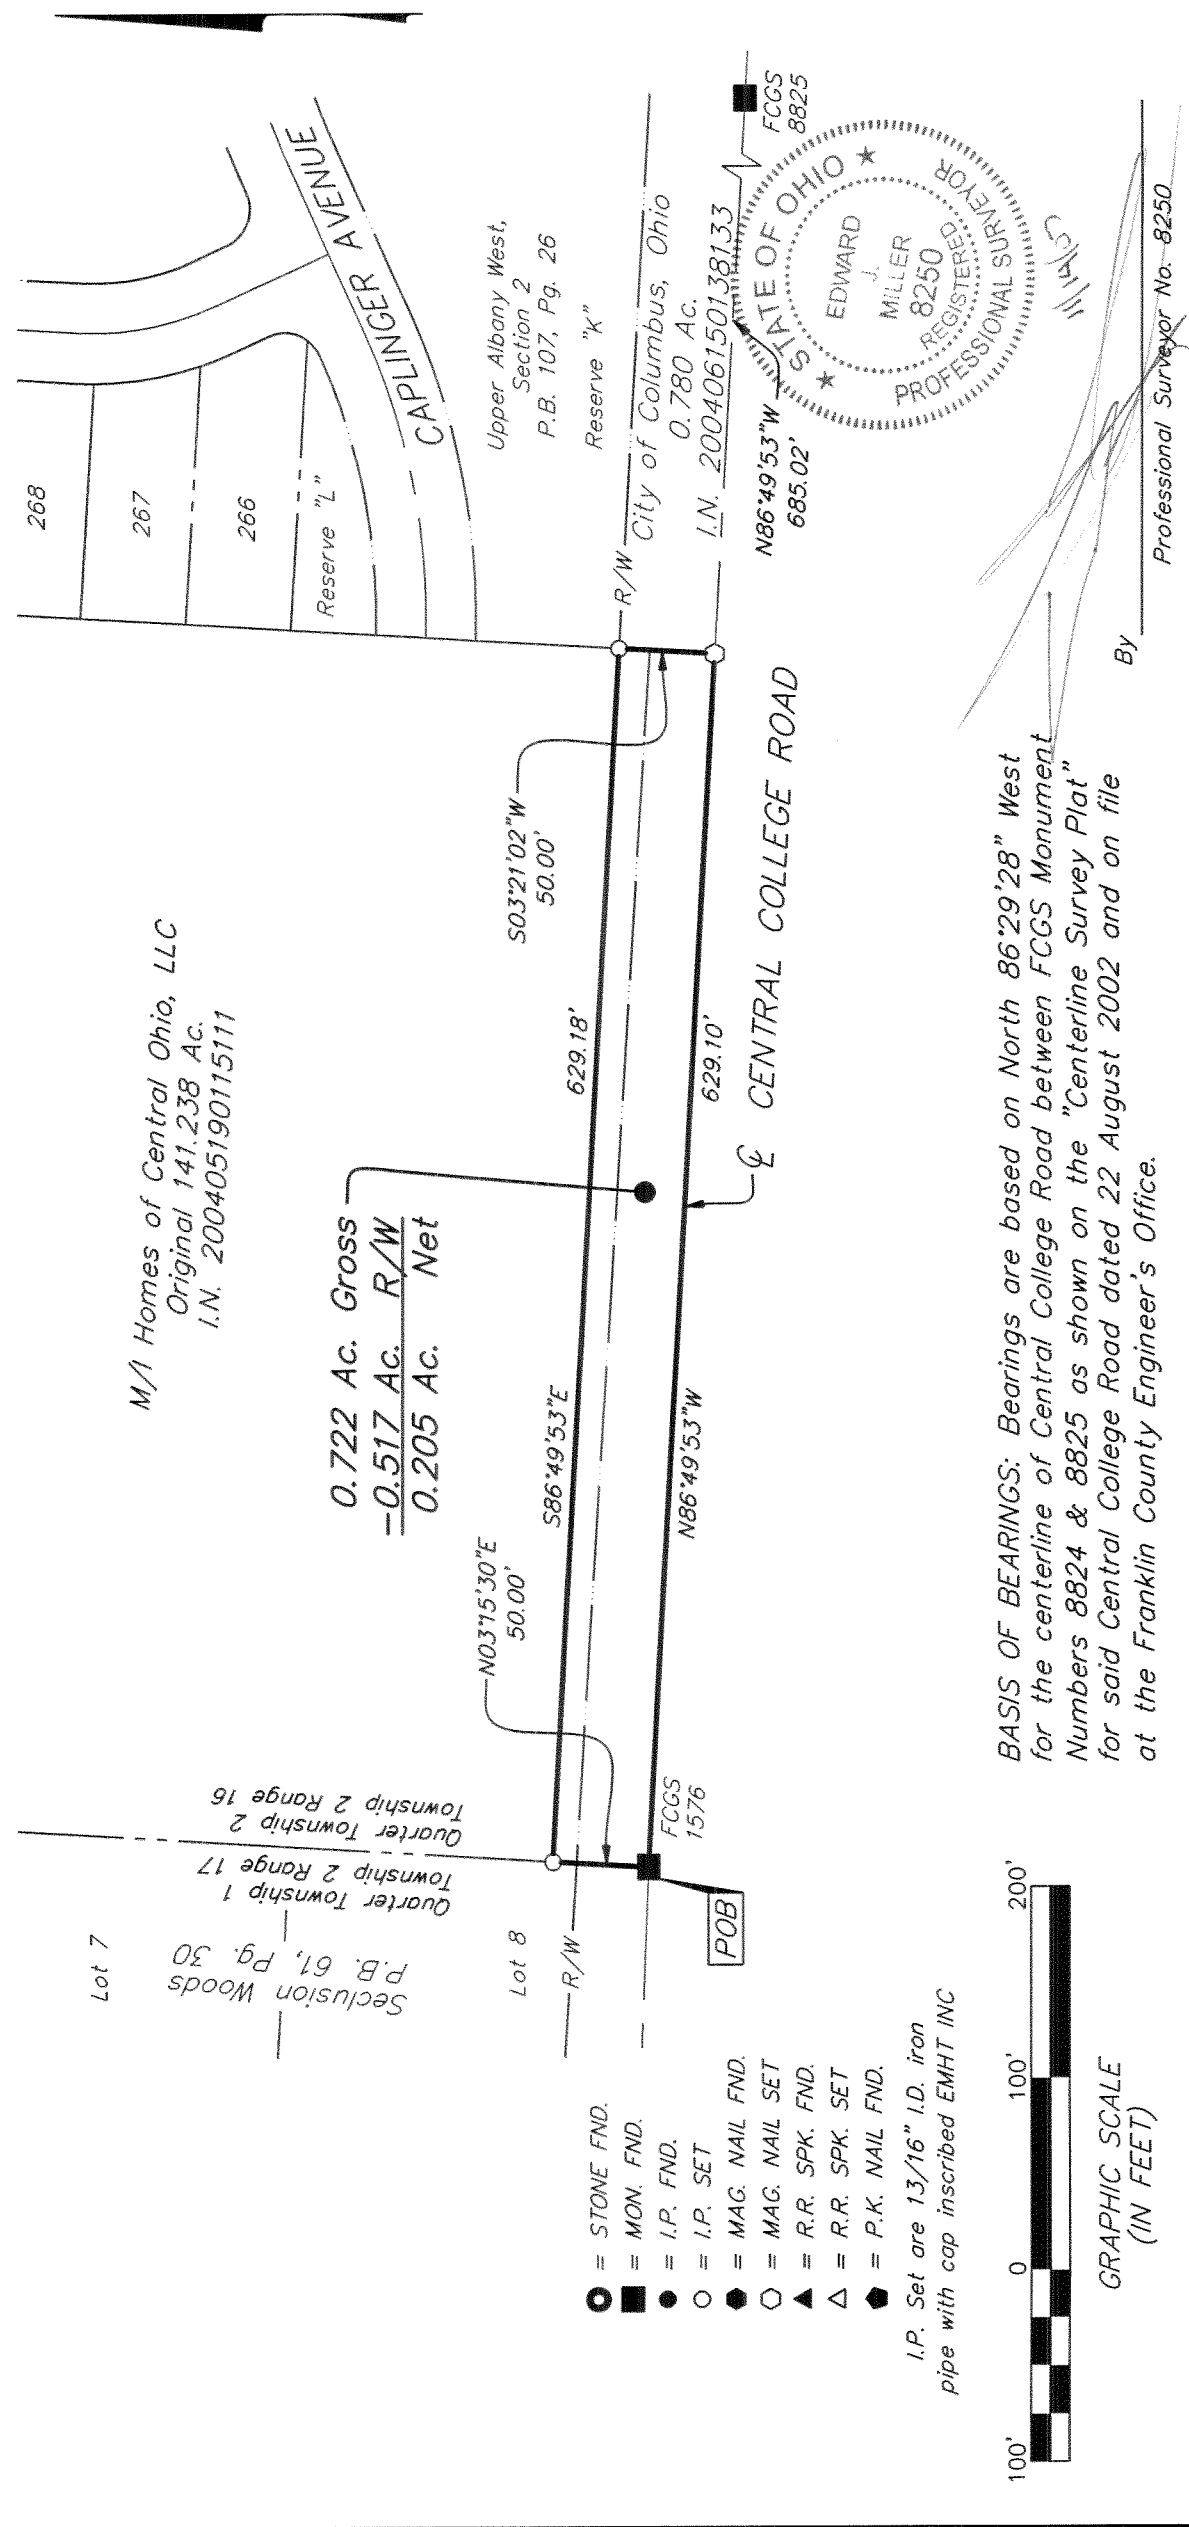 Lot 7
Seclusion Woods
P.B. 61, Pg. 30
Lot 8
R/W
Quarter Township 1
Township 2 Range 17
Quarter Township 2
Township 2 Range 16
M/I Homes of Central Ohio, LLC
Original 141.238 Ac.
I.N. 200405190115111
0.722 Ac. Gross
-0.517 Ac. R/W
0.205 Ac. Net
N03°15'30"E
50.00'
S86°49'53"E
629.18'
S03°21'02"W
50.00'
N86°49'53"W
629.10'
FCGS
1576
POB
℄ CENTRAL COLLEGE ROAD
268
267
266
Reserve "L"
CAPLINGER AVENUE
Upper Albany West,
Section 2
P.B. 107, Pg. 26
Reserve "K"
R/W
City of Columbus, Ohio
0.780 Ac.
I.N. 200406150138133
N86°49'53"W
685.02'
FCGS
8825
= STONE FND.
= MON. FND.
= I.P. FND.
= I.P. SET
= MAG. NAIL FND.
= MAG. NAIL SET
= R.R. SPK. FND.
= R.R. SPK. SET
= P.K. NAIL FND.
I.P. Set are 13/16" I.D. iron
pipe with cap inscribed EMHT INC
100' 0 100' 200'
GRAPHIC SCALE
(IN FEET)
BASIS OF BEARINGS: Bearings are based on North 86°29'28" West
for the centerline of Central College Road between FCGS Monument
Numbers 8824 & 8825 as shown on the "Centerline Survey Plat"
for said Central College Road dated 22 August 2002 and on file
at the Franklin County Engineer's Office.
STATE OF OHIO
EDWARD
J.
MILLER
8250
REGISTERED
PROFESSIONAL SURVEYOR
By
Professional Surveyor No. 8250